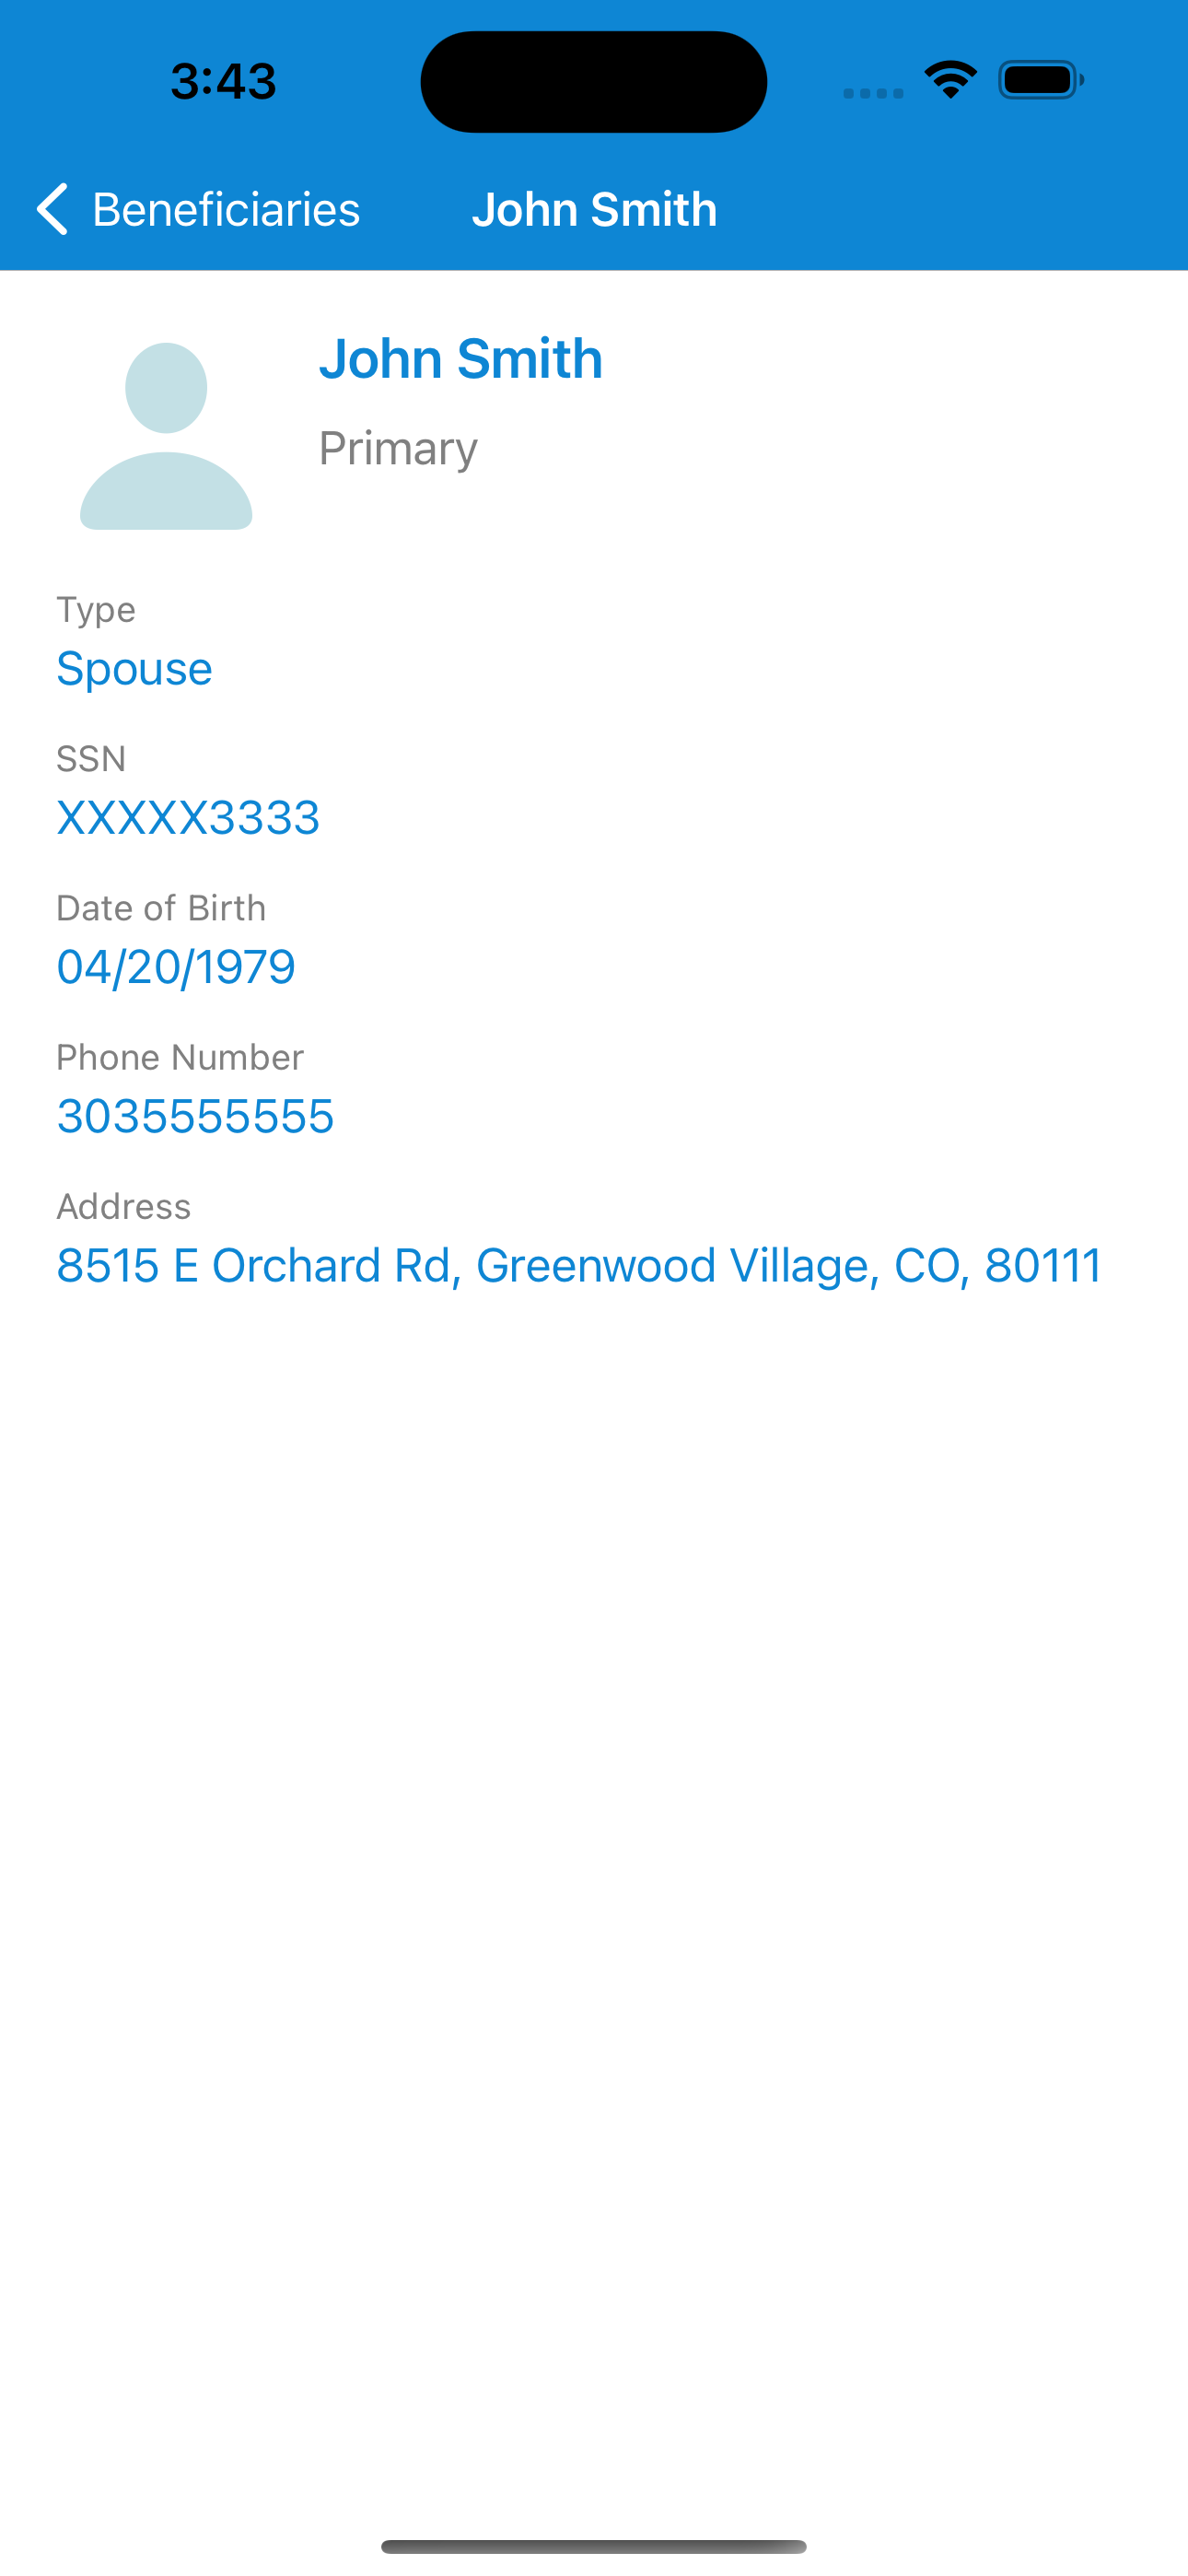 3:43
Beneficiaries
John Smith
John Smith
Primary
Type
Spouse
SSN
XXXXX3333
Date of Birth
04/20/1979
Phone Number
3035555555
Address
8515 E Orchard Rd, Greenwood Village, CO, 80111